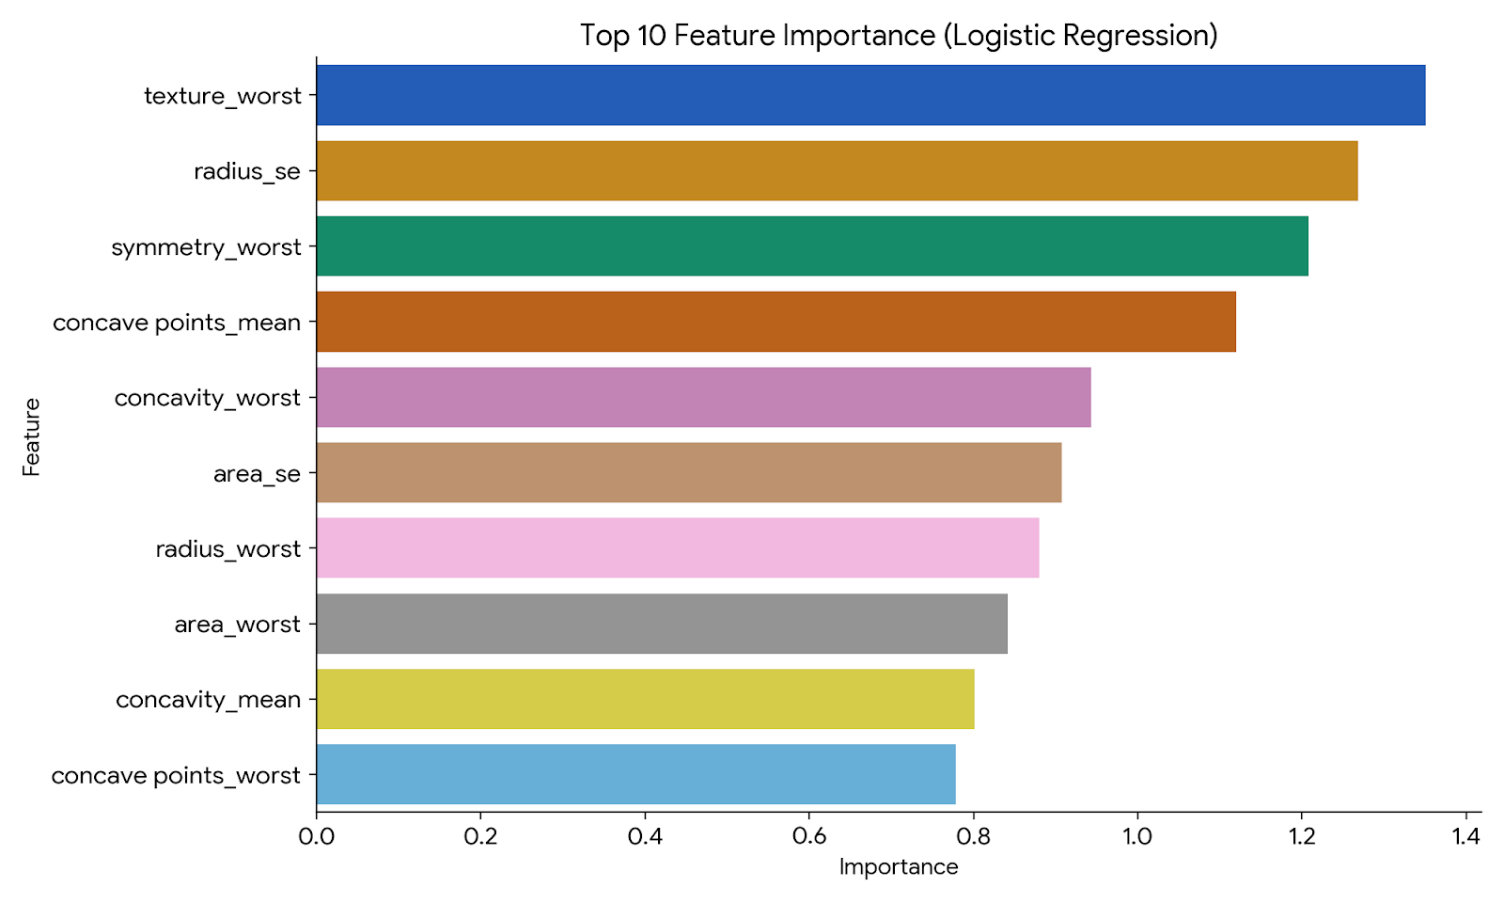 Top 10 Feature Importance (Logistic Regression)
texture_worst
radius_se
symmetry_worst
concave points_mean
concavity_worst
area_se
radius_worst
area_worst
concavity_mean
concave points_worst
Feature
0.0 0.2 0.4 0.6 0.8 1.0 1.2 1.4
Importance